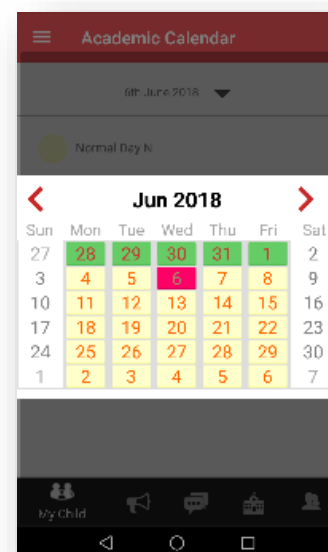 Academic Calendar
6th June 2018
Normal Day N
Jun 2018
Sun Mon Tue Wed Thu Fri Sat
27 28 29 30 31 1 2
3 4 5 6 7 8 9
10 11 12 13 14 15 16
17 18 19 20 21 22 23
24 25 26 27 28 29 30
1 2 3 4 5 6 7
My Child